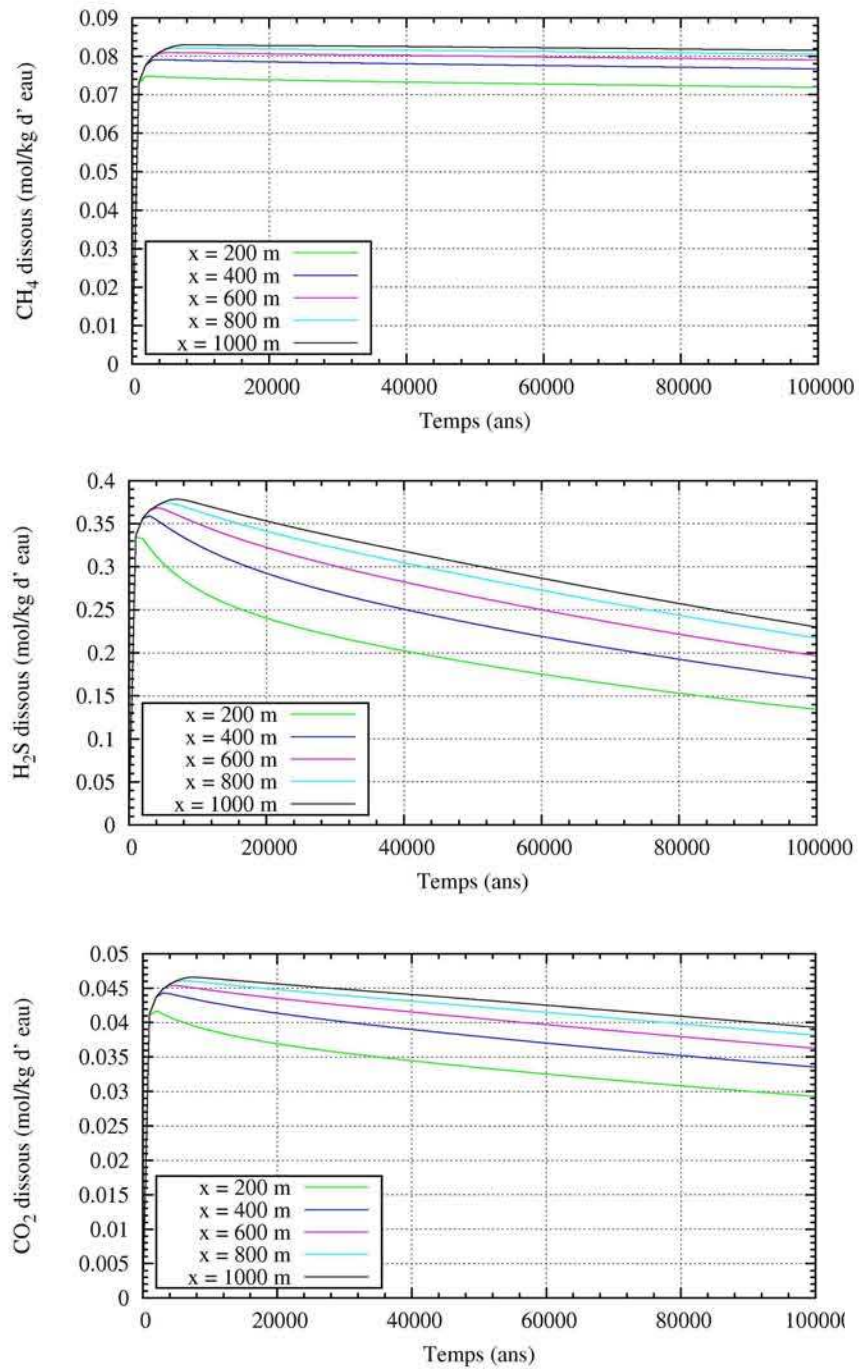 0.09
0.08
0.07
0.06
0.05
0.04
0.03
0.02
0.01
0
CH₄ dissous (mol/kg d' eau)
x = 200 m
x = 400 m
x = 600 m
x = 800 m
x = 1000 m
0 20000 40000 60000 80000 100000
Temps (ans)
0.4
0.35
0.3
0.25
0.2
0.15
0.1
0.05
0
H₂S dissous (mol/kg d' eau)
x = 200 m
x = 400 m
x = 600 m
x = 800 m
x = 1000 m
0 20000 40000 60000 80000 100000
Temps (ans)
0.05
0.045
0.04
0.035
0.03
0.025
0.02
0.015
0.01
0.005
0
CO₂ dissous (mol/kg d' eau)
x = 200 m
x = 400 m
x = 600 m
x = 800 m
x = 1000 m
0 20000 40000 60000 80000 100000
Temps (ans)